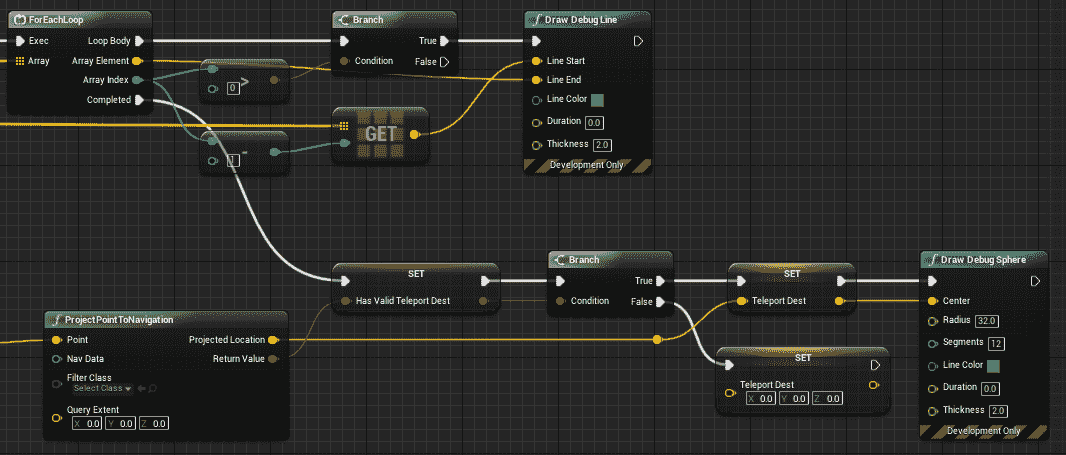 ForEachLoop
Exec
Loop Body
Array
Array Element
Array Index
Completed
0
>
1
-
Branch
True
Condition
False
GET
Draw Debug Line
Line Start
Line End
Line Color
Duration 0.0
Thickness 2.0
Development Only
SET
Has Valid Teleport Dest
Branch
True
Condition
False
SET
Teleport Dest
Draw Debug Sphere
Center
Radius 32.0
Segments 12
Line Color
Duration 0.0
Thickness 2.0
Development Only
ProjectPointToNavigation
Point
Projected Location
Nav Data
Return Value
Filter Class
Select Class
Query Extent
X 0.0 Y 0.0 Z 0.0
SET
Teleport Dest
X 0.0 Y 0.0 Z 0.0